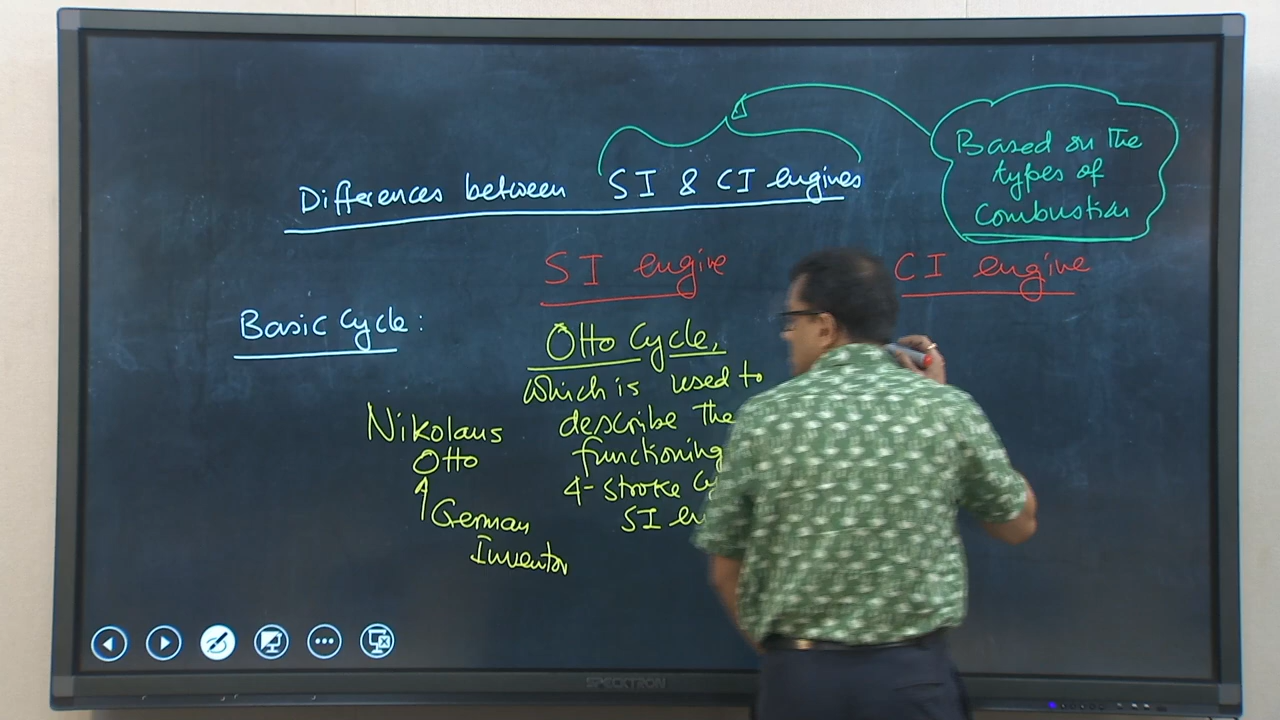 Based on the
types of
Combustion
Differences between SI & CI engines
SI engine
CI engine
Basic Cycle:
Otto Cycle,
which is used to
describe the
functioning
4-stroke
SI
Nikolaus
Otto
German
Inventor
SPECKTRON